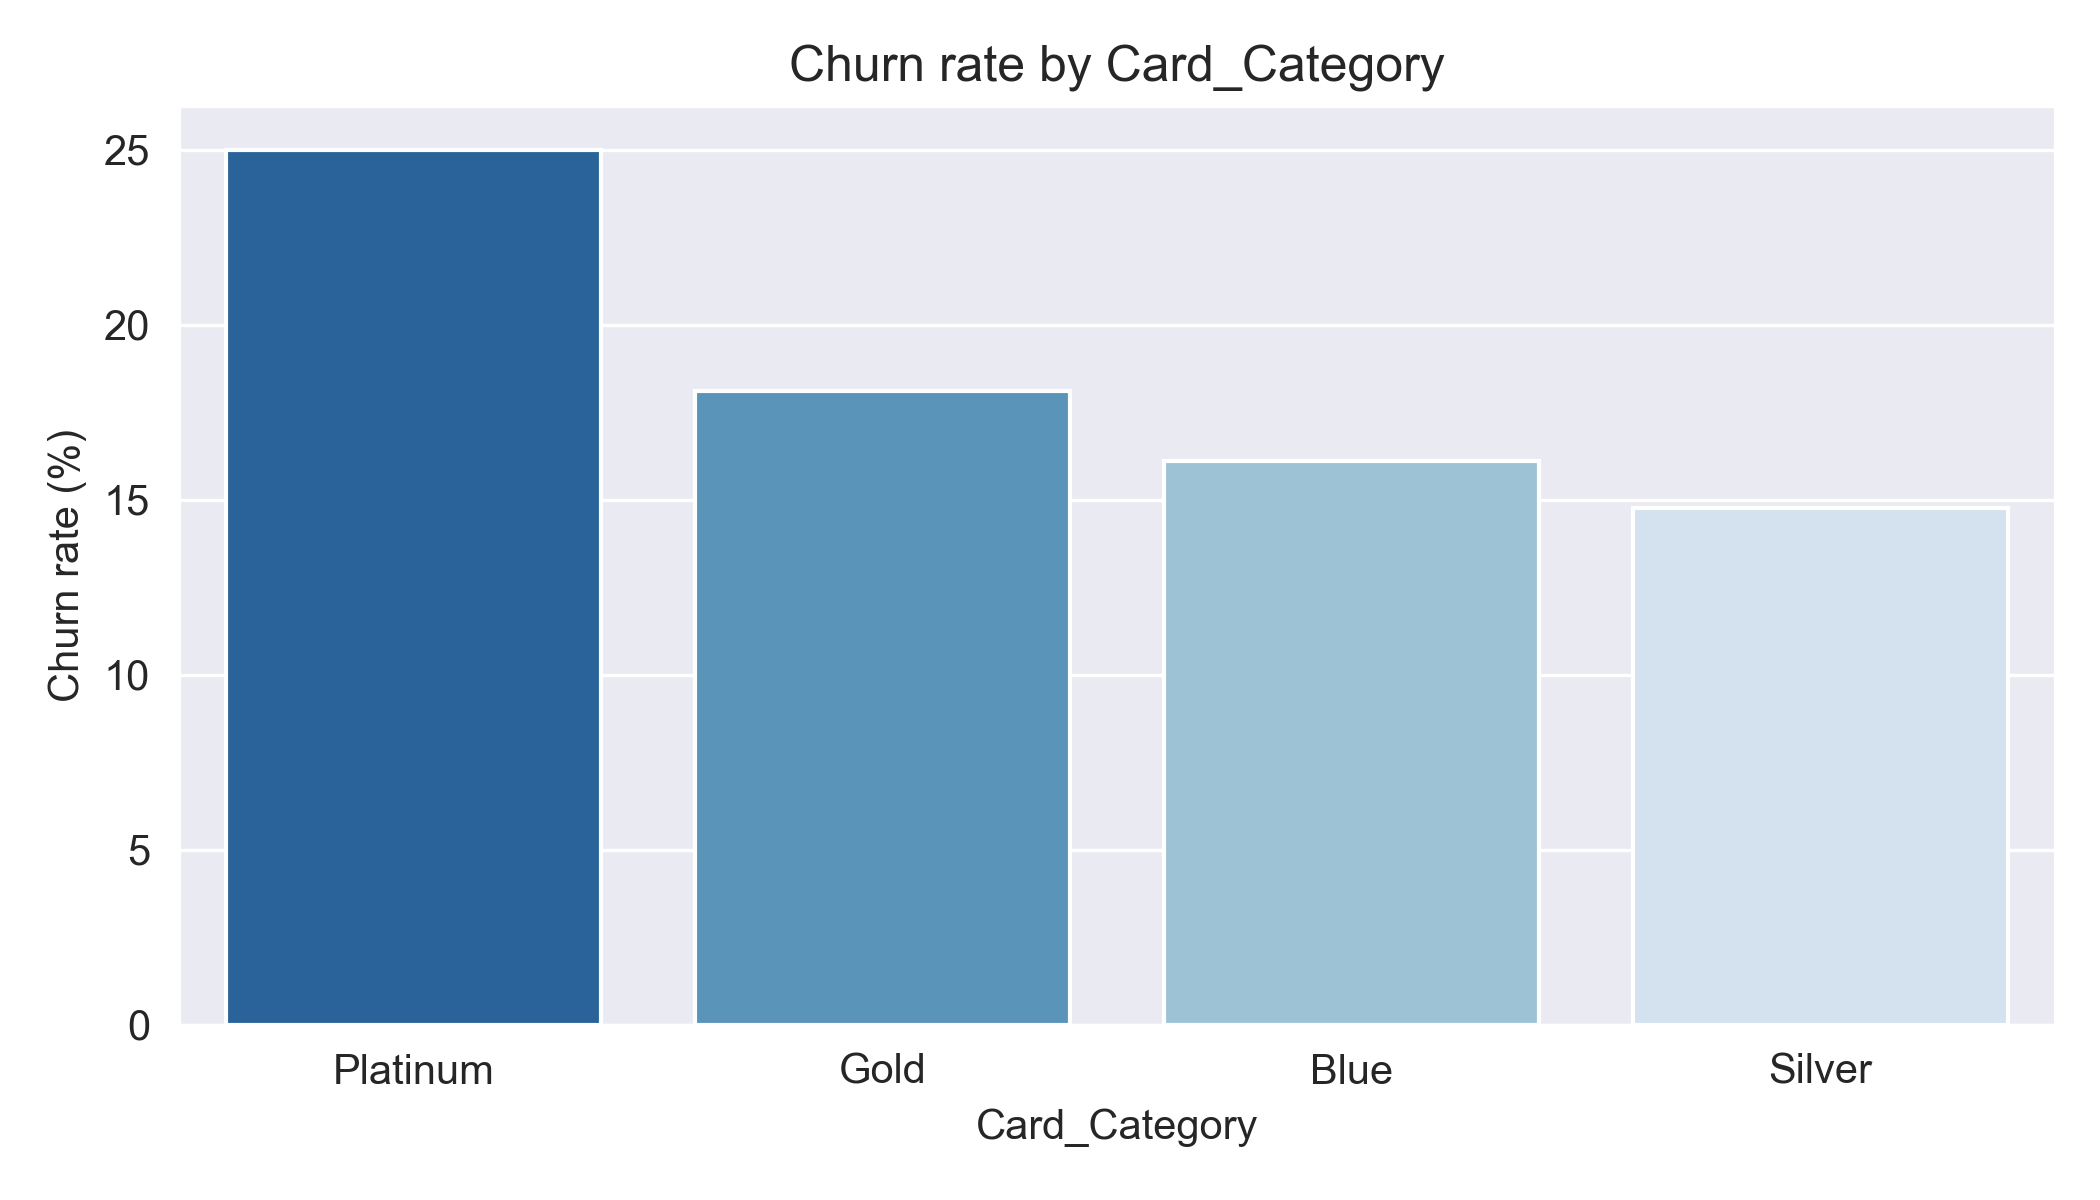 Churn rate by Card_Category
Churn rate (%)
25
20
15
10
5
0
Platinum Gold Blue Silver
Card_Category